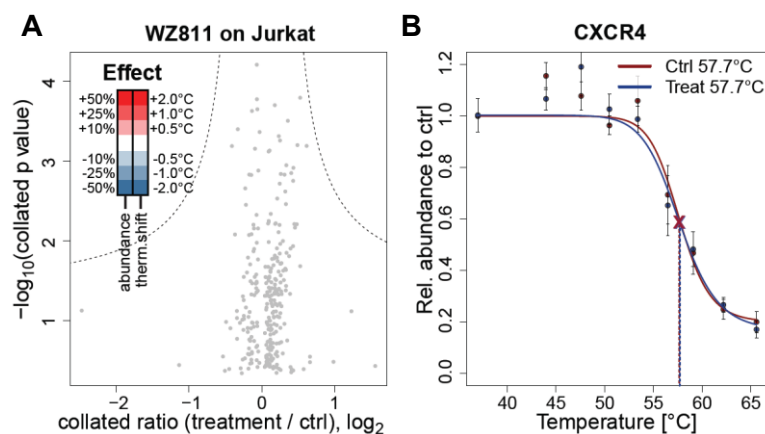 A
WZ811 on Jurkat
Effect
+50% +2.0°C
+25% +1.0°C
+10% +0.5°C
-10% -0.5°C
-25% -1.0°C
-50% -2.0°C
abundance
therm.shift
4
3
2
1
−log10(collated p value)
−2 −1 0 1
collated ratio (treatment / ctrl), log2
B
CXCR4
Ctrl 57.7°C
Treat 57.7°C
1.2
1.0
0.8
0.6
0.4
0.2
0.0
Rel. abundance to ctrl
40 45 50 55 60 65
Temperature [°C]